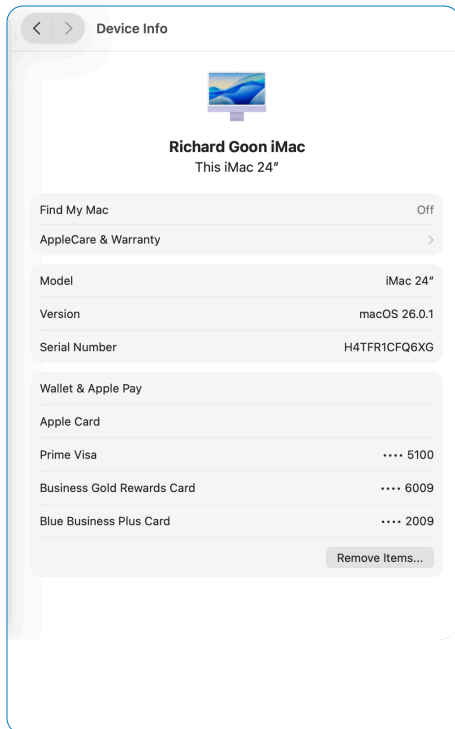 Device Info
Richard Goon iMac
This iMac 24″
Find My Mac Off
AppleCare & Warranty
Model iMac 24″
Version macOS 26.0.1
Serial Number H4TFR1CFQ6XG
Wallet & Apple Pay
Apple Card
Prime Visa •••• 5100
Business Gold Rewards Card •••• 6009
Blue Business Plus Card •••• 2009
Remove Items...